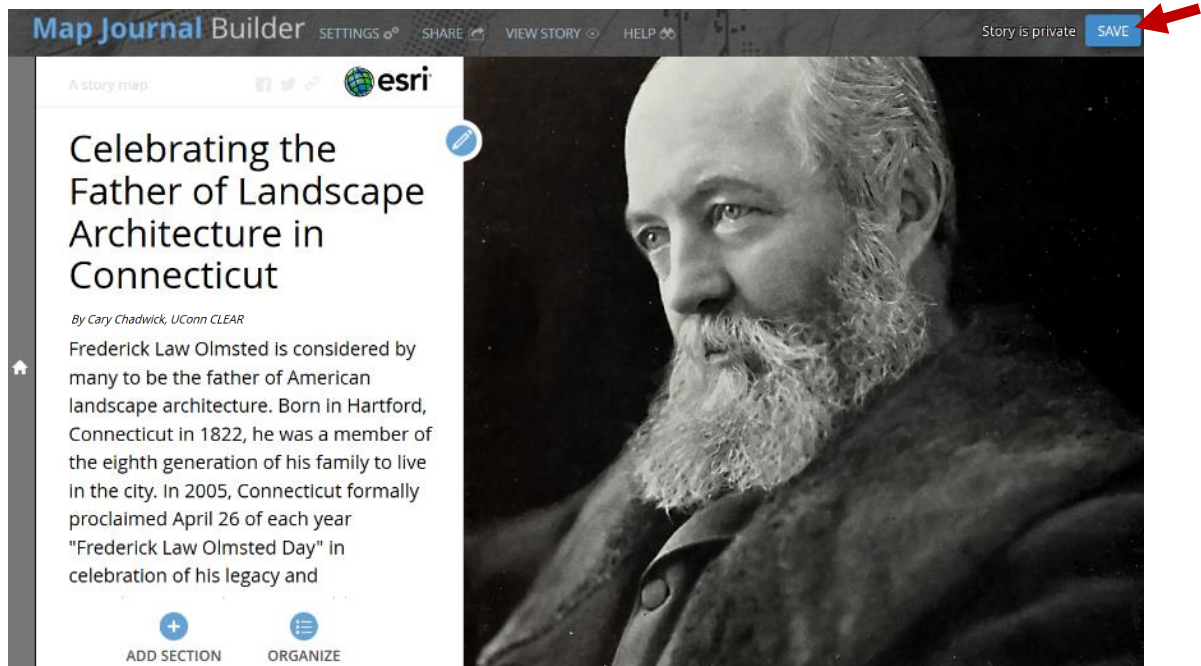 Map Journal Builder SETTINGS SHARE VIEW STORY HELP Story is private SAVE
A story map esri
Celebrating the
Father of Landscape
Architecture in
Connecticut
By Cary Chadwick, UConn CLEAR
Frederick Law Olmsted is considered by
many to be the father of American
landscape architecture. Born in Hartford,
Connecticut in 1822, he was a member of
the eighth generation of his family to live
in the city. In 2005, Connecticut formally
proclaimed April 26 of each year
"Frederick Law Olmsted Day" in
celebration of his legacy and
ADD SECTION ORGANIZE